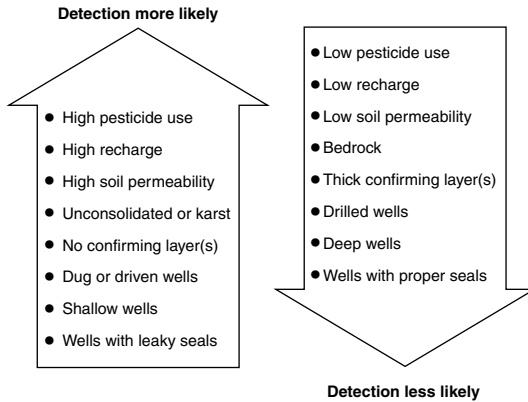 Detection more likely
High pesticide use
High recharge
High soil permeability
Unconsolidated or karst
No confirming layer(s)
Dug or driven wells
Shallow wells
Wells with leaky seals
Low pesticide use
Low recharge
Low soil permeability
Bedrock
Thick confirming layer(s)
Drilled wells
Deep wells
Wells with proper seals
Detection less likely